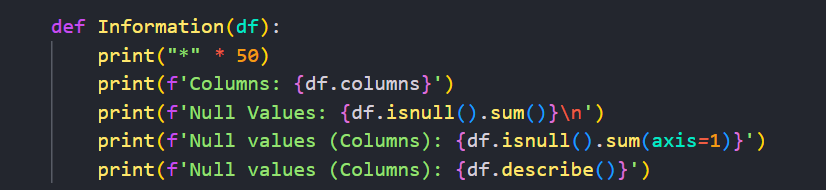 def Information(df):
print("*" * 50)
print(f'Columns: {df.columns}')
print(f'Null Values: {df.isnull().sum()}\n')
print(f'Null values (Columns): {df.isnull().sum(axis=1)}')
print(f'Null values (Columns): {df.describe()}')